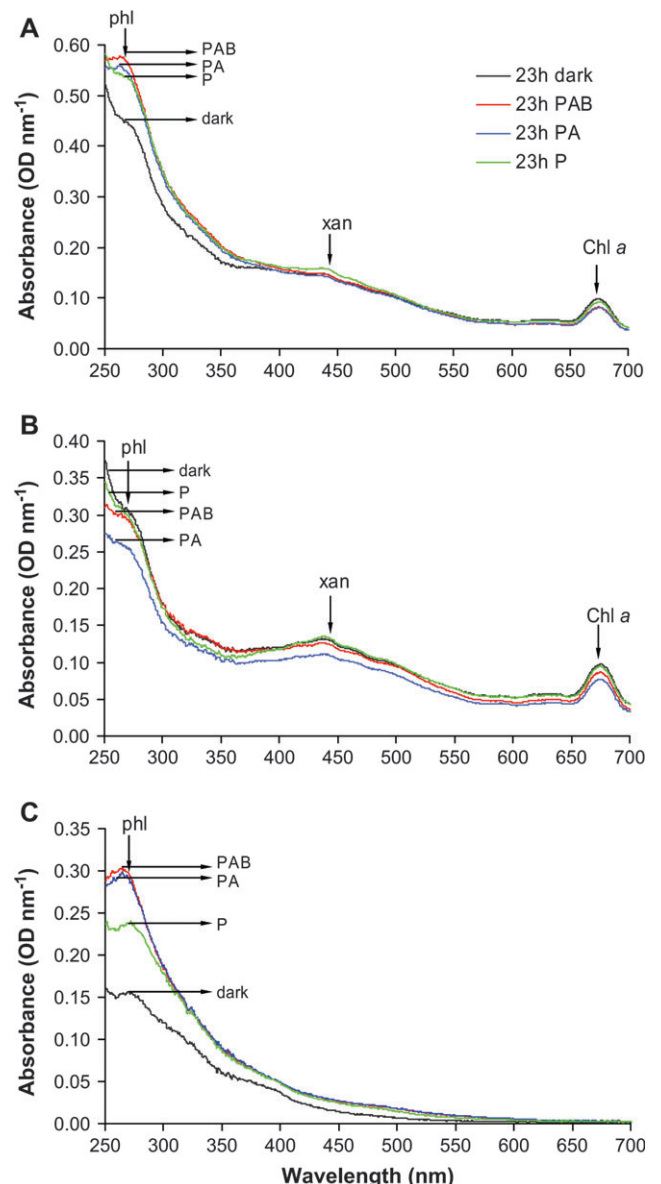 A
phl
PAB
PA
P
dark
xan
Chl a
23h dark
23h PAB
23h PA
23h P
Absorbance (OD nm-1)
0.60
0.50
0.40
0.30
0.20
0.10
0.00
250 300 350 400 450 500 550 600 650 700
B
phl
dark
P
PAB
PA
xan
Chl a
Absorbance (OD nm-1)
0.40
0.35
0.30
0.25
0.20
0.15
0.10
0.05
0.00
250 300 350 400 450 500 550 600 650 700
C
phl
PAB
PA
P
dark
Absorbance (OD nm-1)
0.35
0.30
0.25
0.20
0.15
0.10
0.05
0.00
250 300 350 400 450 500 550 600 650 700
Wavelength (nm)